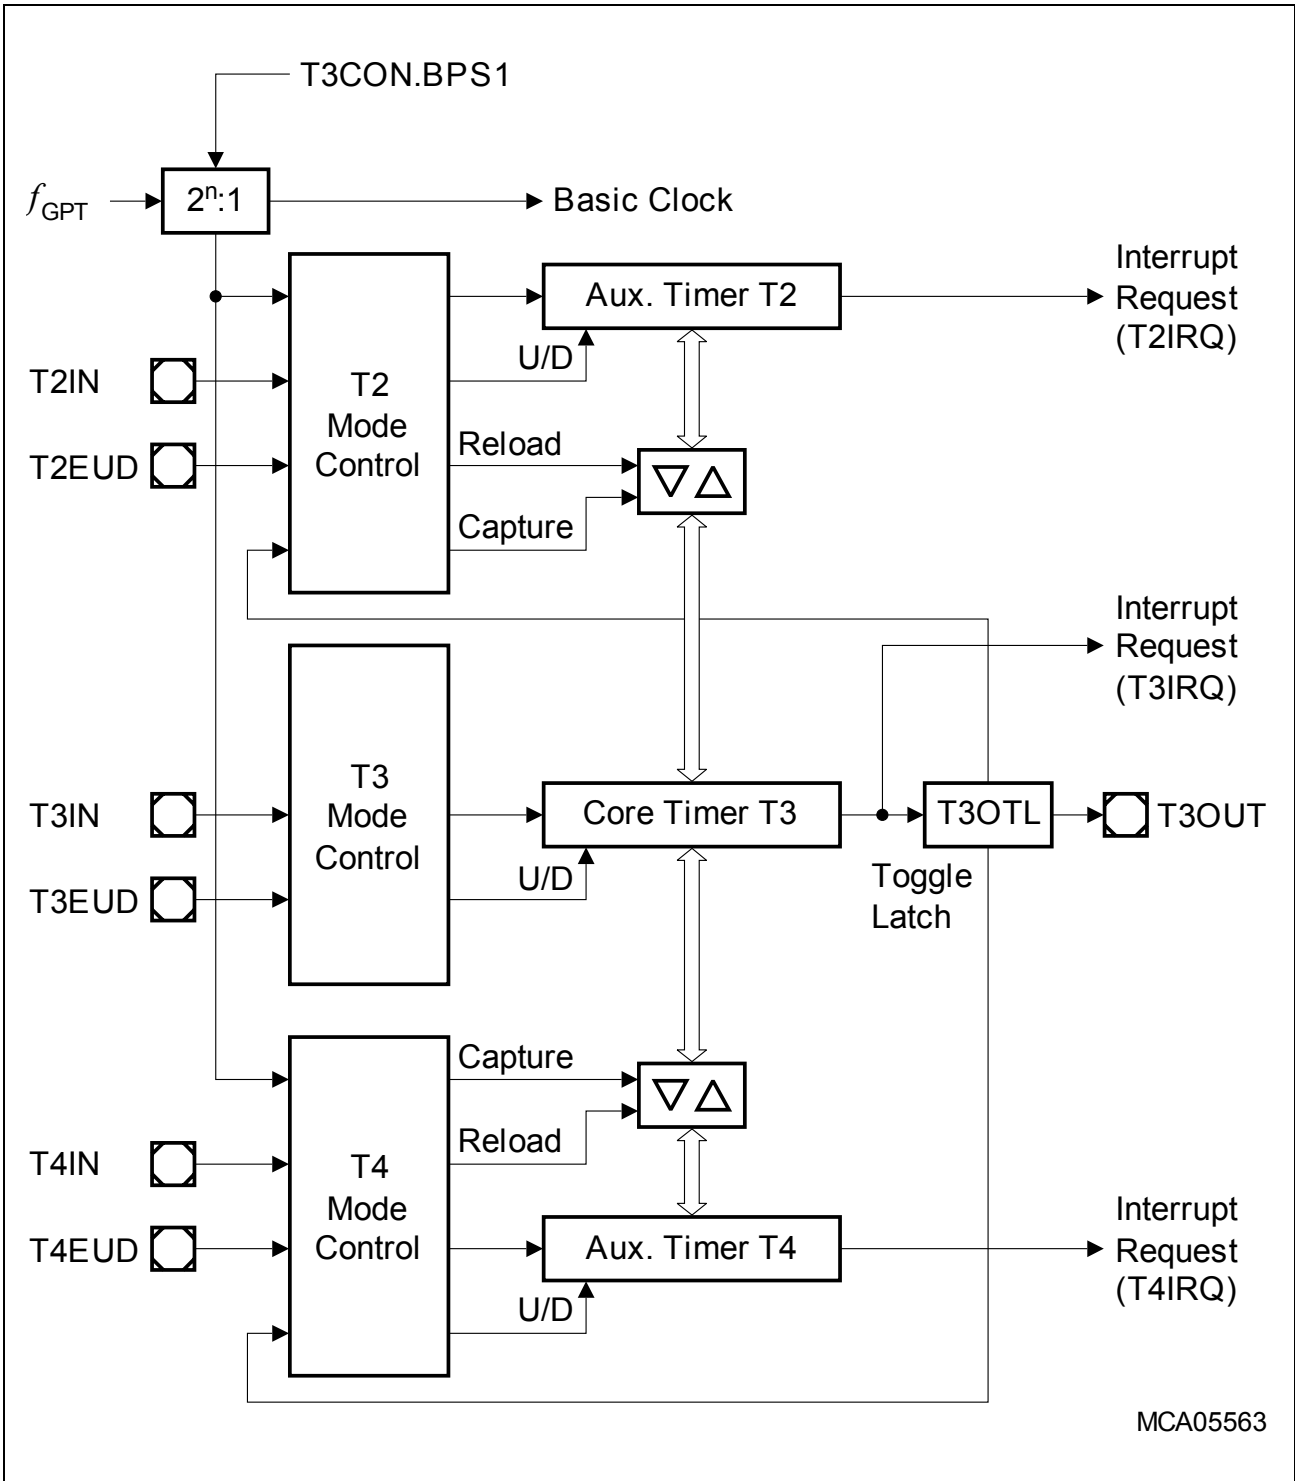 T3CON.BPS1
fGPT
2n:1
Basic Clock
Interrupt
Request
(T2IRQ)
Aux. Timer T2
U/D
T2IN
T2
Mode
Control
T2EUD
Reload
Capture
Interrupt
Request
(T3IRQ)
T3IN
T3
Mode
Control
Core Timer T3
T3OTL
T3OUT
U/D
Toggle
Latch
T3EUD
Capture
Reload
T4IN
T4
Mode
Control
T4EUD
Aux. Timer T4
U/D
Interrupt
Request
(T4IRQ)
MCA05563